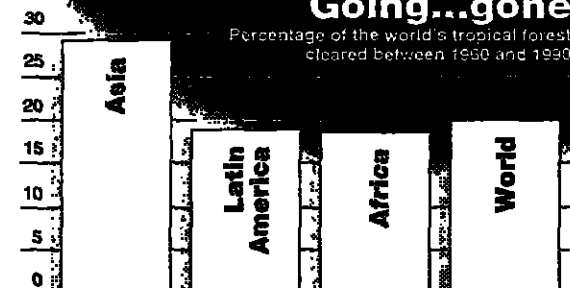 Going...gone
Percentage of the world's tropical forest
cleared between 1960 and 1990
30
25
20
15
10
5
0
Asia
Latin
America
Africa
World